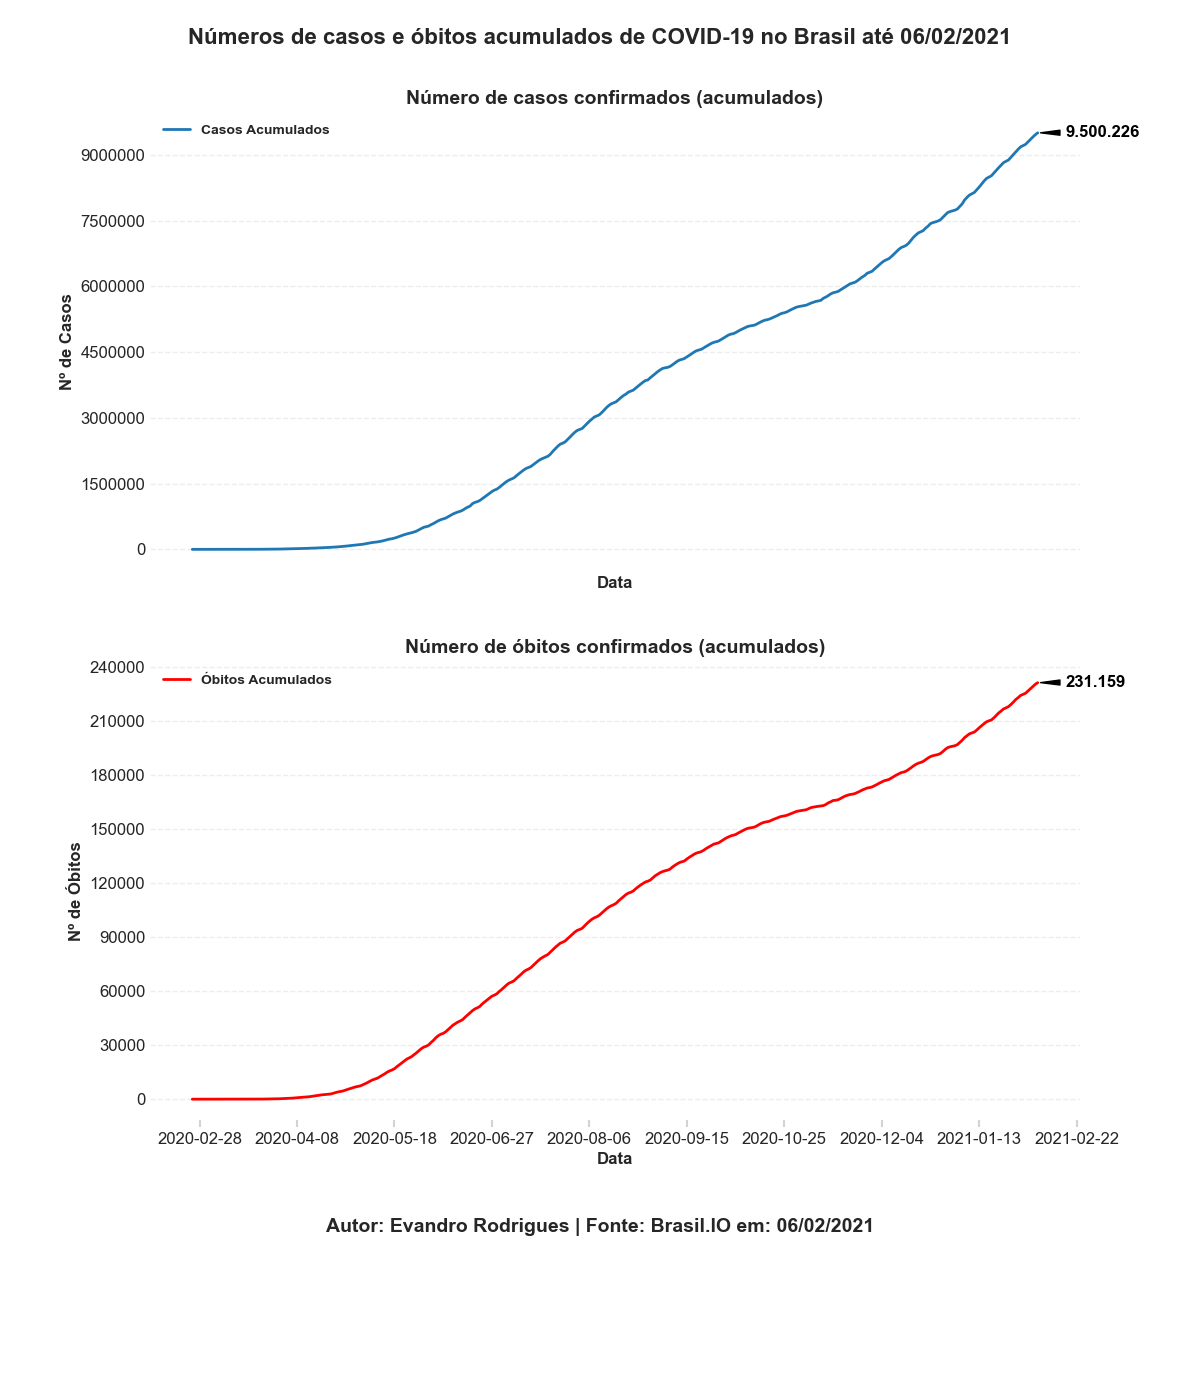 Números de casos e óbitos acumulados de COVID-19 no Brasil até 06/02/2021
Número de casos confirmados (acumulados)
Casos Acumulados
9.500.226
9000000
7500000
6000000
4500000
3000000
1500000
0
Nº de Casos
Data
Número de óbitos confirmados (acumulados)
Óbitos Acumulados
231.159
240000
210000
180000
150000
120000
90000
60000
30000
0
Nº de Óbitos
2020-02-28 2020-04-08 2020-05-18 2020-06-27 2020-08-06 2020-09-15 2020-10-25 2020-12-04 2021-01-13 2021-02-22
Data
Autor: Evandro Rodrigues | Fonte: Brasil.IO em: 06/02/2021